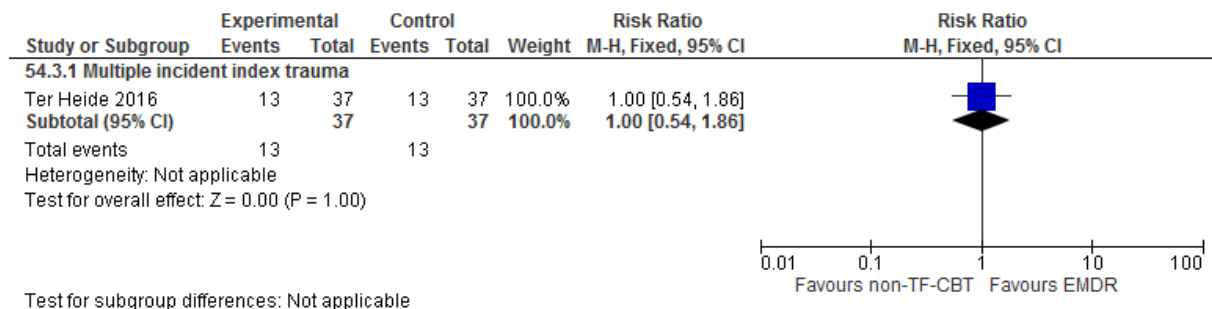 Experimental Control Risk Ratio Risk Ratio
Study or Subgroup Events Total Events Total Weight M-H, Fixed, 95% CI M-H, Fixed, 95% CI
54.3.1 Multiple incident index trauma
Ter Heide 2016 13 37 13 37 100.0% 1.00 [0.54, 1.86]
Subtotal (95% CI) 37 37 100.0% 1.00 [0.54, 1.86]
Total events 13 13
Heterogeneity: Not applicable
Test for overall effect: Z = 0.00 (P = 1.00)
0.01 0.1 1 10 100
Favours non-TF-CBT Favours EMDR
Test for subgroup differences: Not applicable